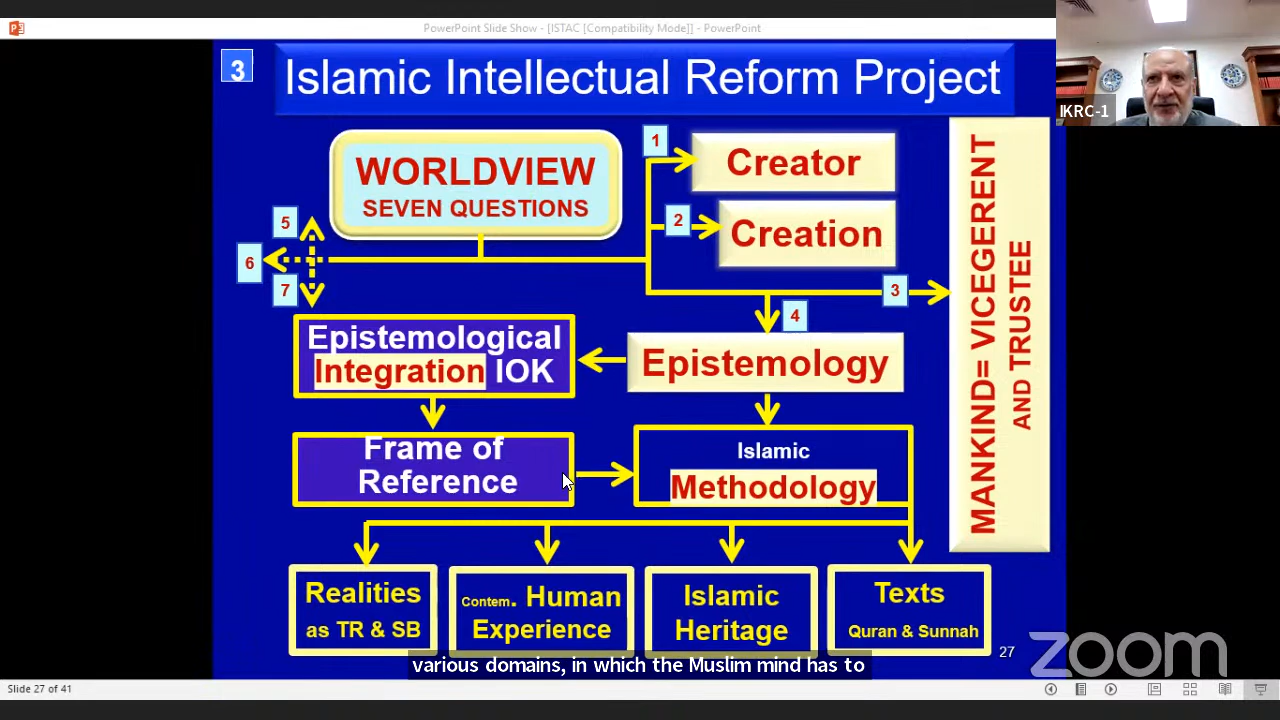 PowerPoint Slide Show - [ISTAC [Compatibility Mode]] - PowerPoint
3
Islamic Intellectual Reform Project
IKRC-1
WORLDVIEW
SEVEN QUESTIONS
1
Creator
2
Creation
3
MANKIND= VICEGERENT
AND TRUSTEE
5
6
7
4
Epistemological
Integration IOK
Epistemology
Frame of
Reference
Islamic
Methodology
Realities
as TR & SB
Contem. Human
Experience
Islamic
Heritage
Texts
Quran & Sunnah
27
zoom
various domains, in which the Muslim mind has to
Slide 27 of 41